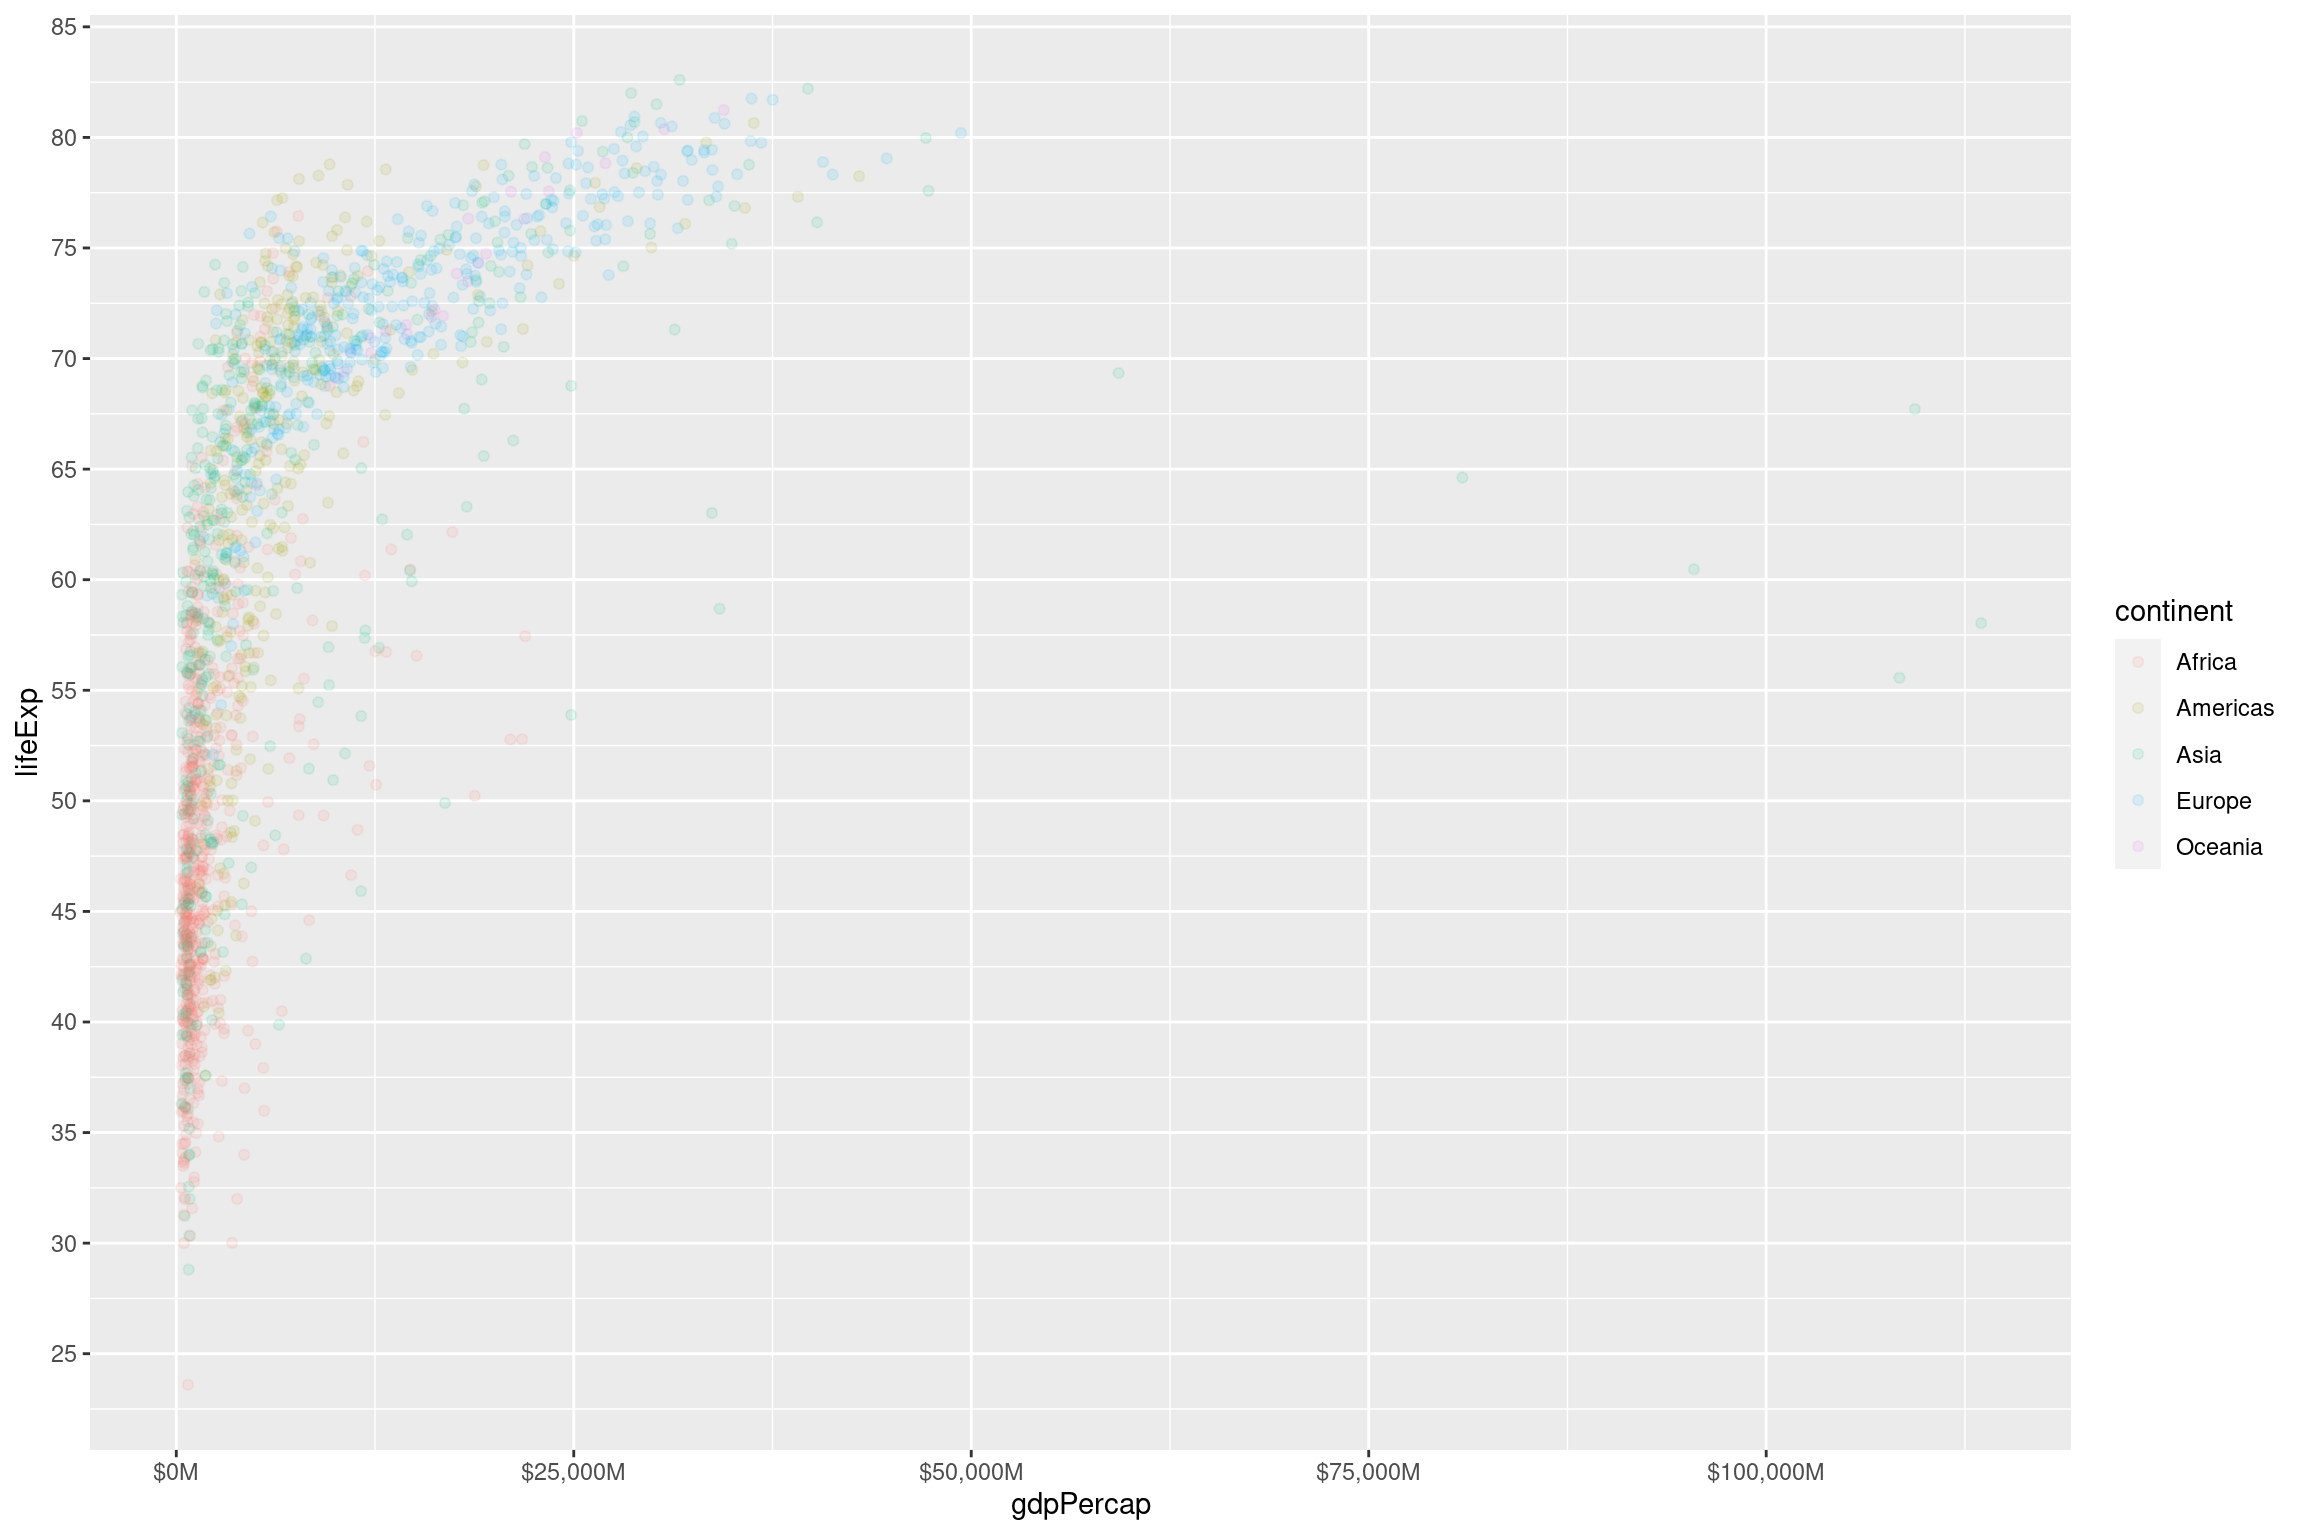 85
80
75
70
65
60
55
50
45
40
35
30
25
lifeExp
$0M
$25,000M
$50,000M
$75,000M
$100,000M
gdpPercap
continent
Africa
Americas
Asia
Europe
Oceania